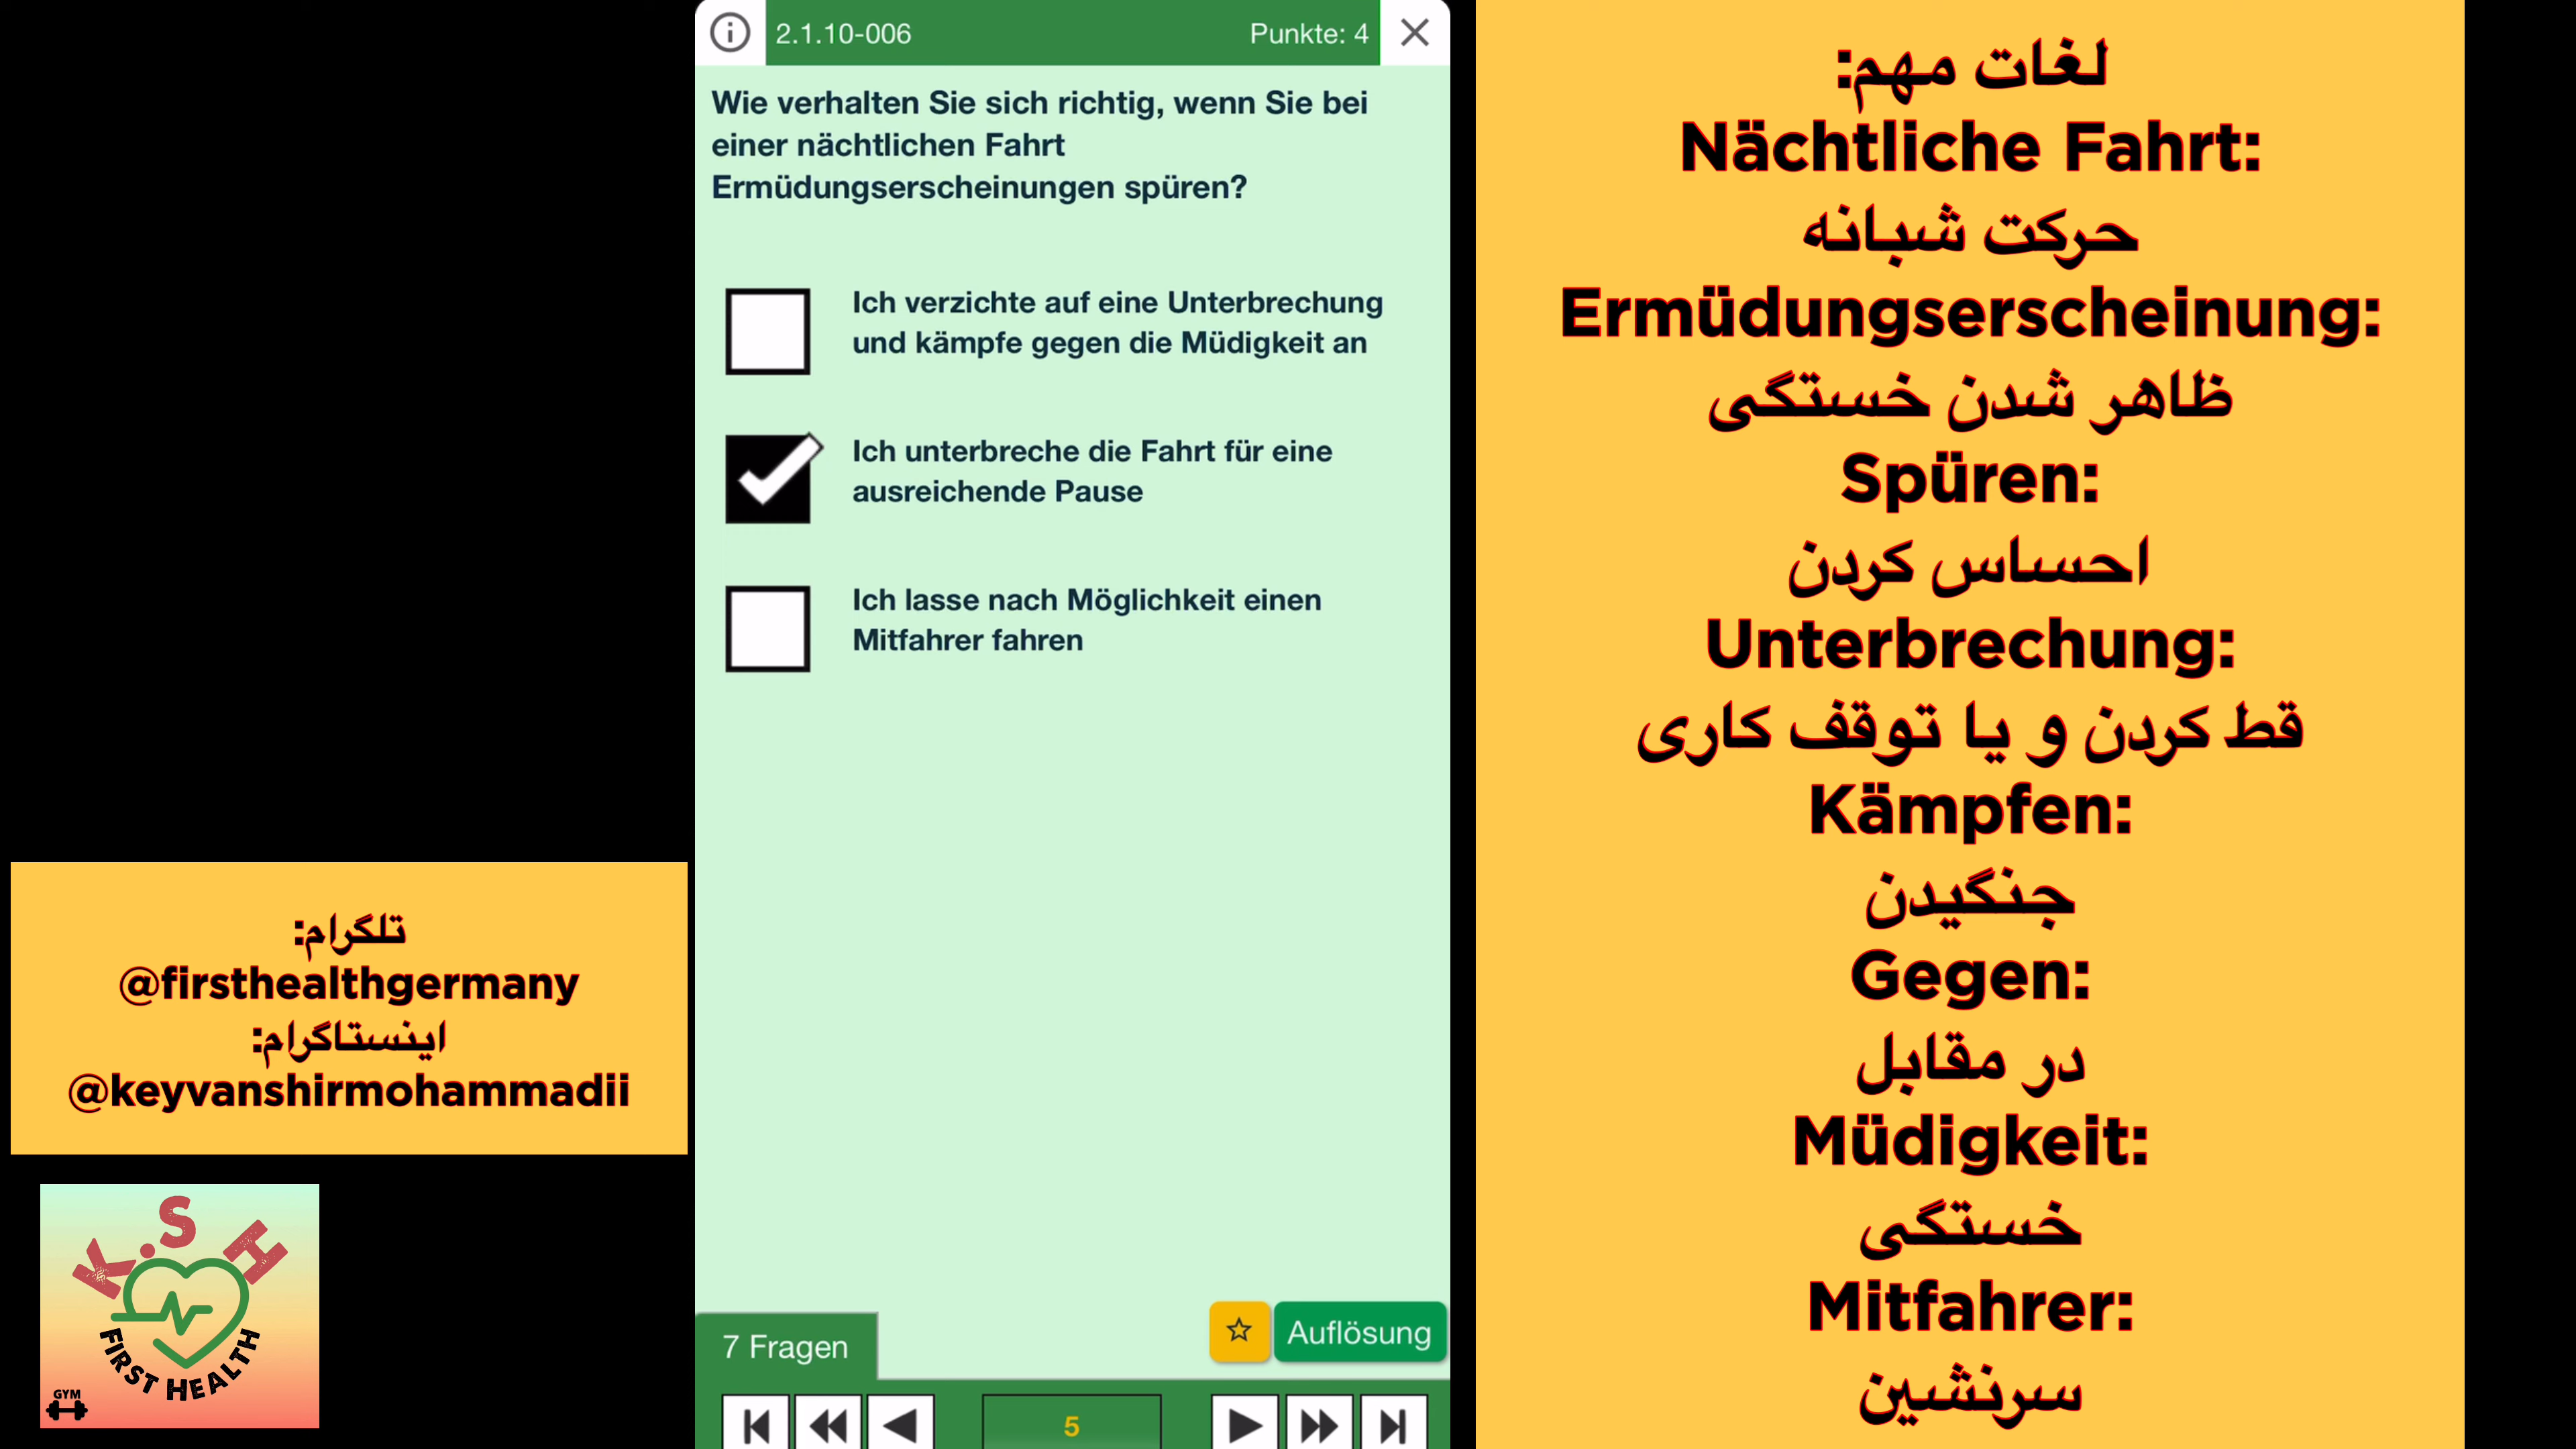 2.1.10-006
Punkte: 4
Wie verhalten Sie sich richtig, wenn Sie bei
einer nächtlichen Fahrt
Ermüdungserscheinungen spüren?
Ich verzichte auf eine Unterbrechung
und kämpfe gegen die Müdigkeit an
Ich unterbreche die Fahrt für eine
ausreichende Pause
Ich lasse nach Möglichkeit einen
Mitfahrer fahren
7 Fragen
Auflösung
5
تلگرام:
@firsthealthgermany
اینستاگرام:
@keyvanshirmohammadii
K.S.H
FIRST HEALTH
GYM
لغات مهم:
Nächtliche Fahrt:
حرکت شبانه
Ermüdungserscheinung:
ظاهر شدن خستگی
Spüren:
احساس کردن
Unterbrechung:
قط کردن و یا توقف کاری
Kämpfen:
جنگیدن
Gegen:
در مقابل
Müdigkeit:
خستگی
Mitfahrer:
سرنشین